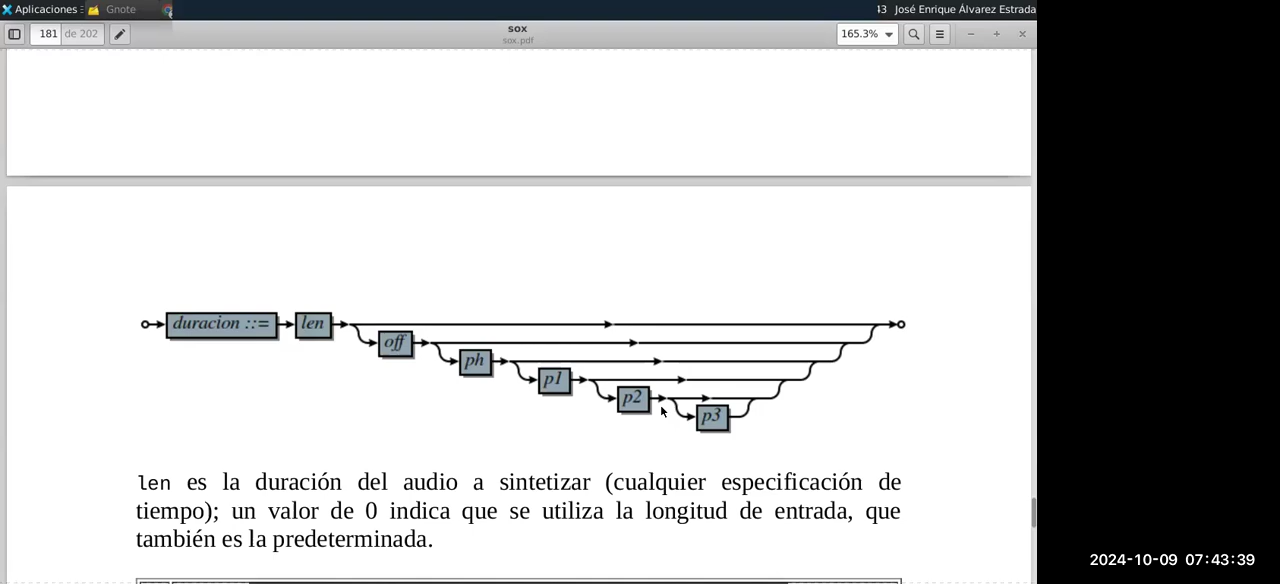 Aplicaciones Gnote 43 José Enrique Álvarez Estrada
181 de 202 sox 165.3%
sox.pdf
duracion ::= len
off
ph
p1
p2
p3
len es la duración del audio a sintetizar (cualquier especificación de
tiempo); un valor de 0 indica que se utiliza la longitud de entrada, que
también es la predeterminada.
2024-10-09 07:43:39